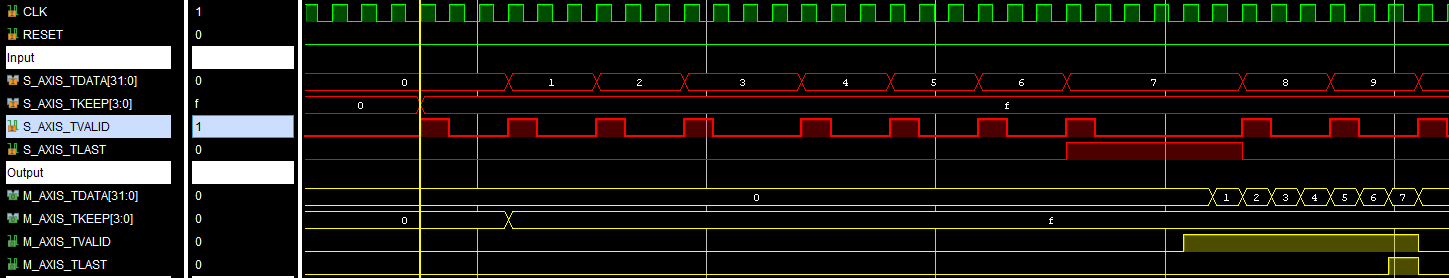 CLK 1
RESET 0
Input
S_AXIS_TDATA[31:0] 0 0 1 2 3 4 5 6 7 8 9
S_AXIS_TKEEP[3:0] f 0 f
S_AXIS_TVALID 1
S_AXIS_TLAST 0
Output
M_AXIS_TDATA[31:0] 0 0 1 2 3 4 5 6 7
M_AXIS_TKEEP[3:0] 0 0 f
M_AXIS_TVALID 0
M_AXIS_TLAST 0